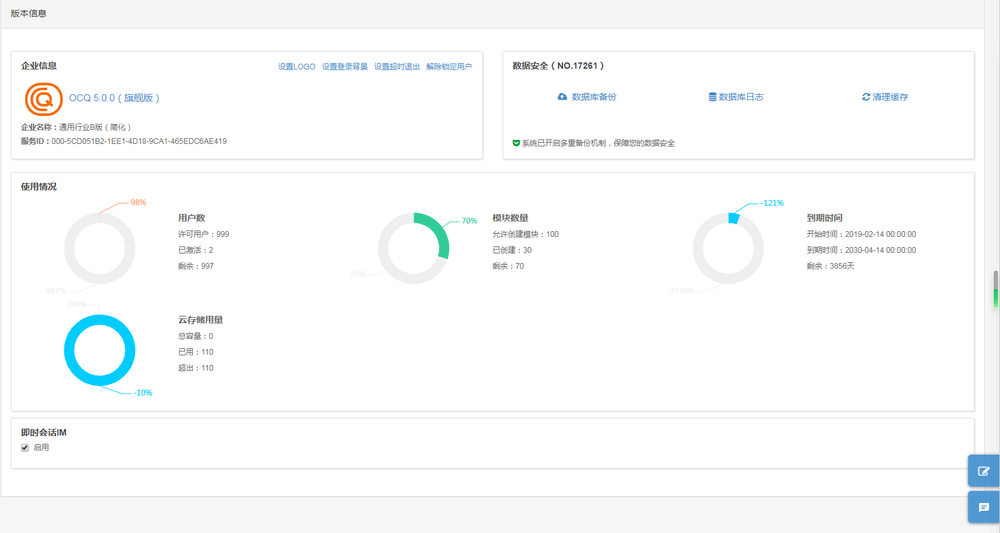 版本信息
企业信息
设置LOGO 设置登录背景 设置超时退出 解除锁定用户
OCQ 5.0.0 ( 旗舰版 )
企业名称：通用行业B版 ( 简化 )
服务ID：000-5CD051B2-1EE1-4D18-9CA1-465EDC6AE419
数据安全 ( NO.17261 )
数据库备份 数据库日志 清理缓存
系统已开启多重备份机制，保障您的数据安全
使用情况
98%
-897%
用户数
许可用户：999
已激活：2
剩余：997
70%
30%
模块数量
允许创建模块：100
已创建：30
剩余：70
-121%
-3756%
到期时间
开始时间：2019-02-14 00:00:00
到期时间：2030-04-14 00:00:00
剩余：3856天
100%
-10%
云存储用量
总容量：0
已用：110
超出：110
即时会话IM
启用